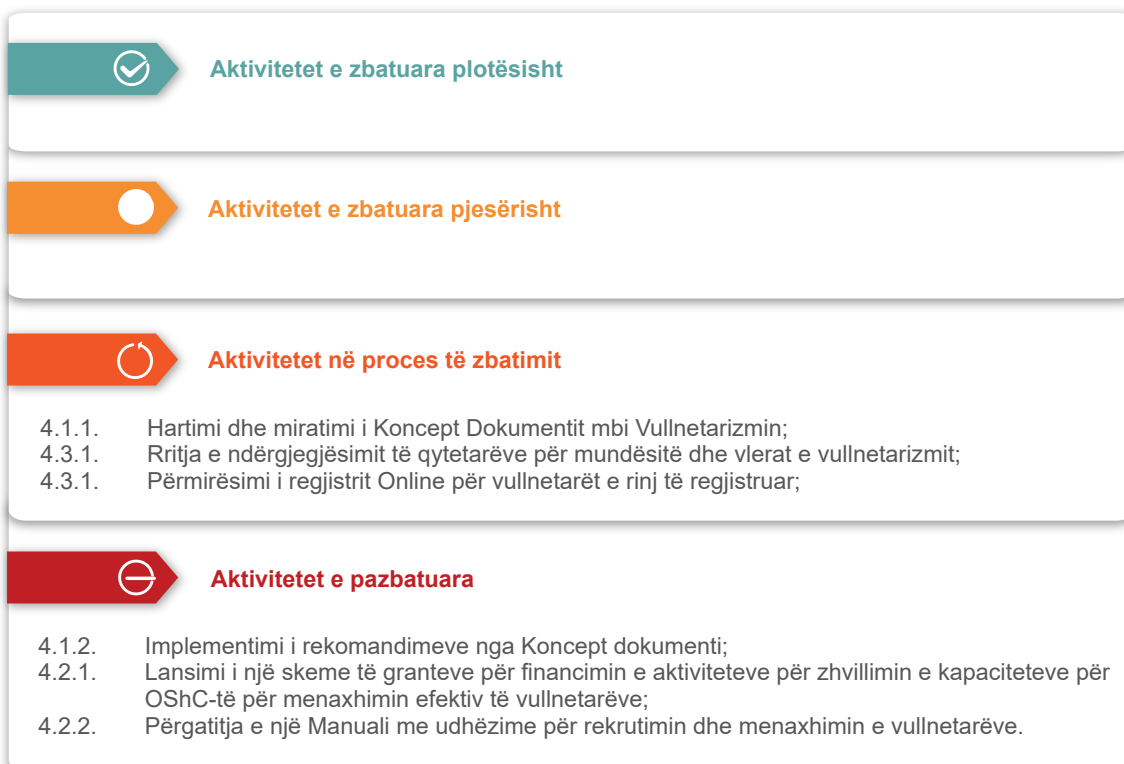 Aktivitetet e zbatuara plotësisht
Aktivitetet e zbatuara pjesërisht
Aktivitetet në proces të zbatimit
4.1.1. Hartimi dhe miratimi i Koncept Dokumentit mbi Vullnetarizmin;
4.3.1. Rritja e ndërgjegjësimit të qytetarëve për mundësitë dhe vlerat e vullnetarizmit;
4.3.1. Përmirësimi i regjistrit Online për vullnetarët e rinj të regjistruar;
Aktivitetet e pazbatuara
4.1.2. Implementimi i rekomandimeve nga Koncept dokumenti;
4.2.1. Lansimi i një skeme të granteve për financimin e aktiviteteve për zhvillimin e kapaciteteve për
OShC-të për menaxhimin efektiv të vullnetarëve;
4.2.2. Përgatitja e një Manuali me udhëzime për rekrutimin dhe menaxhimin e vullnetarëve.